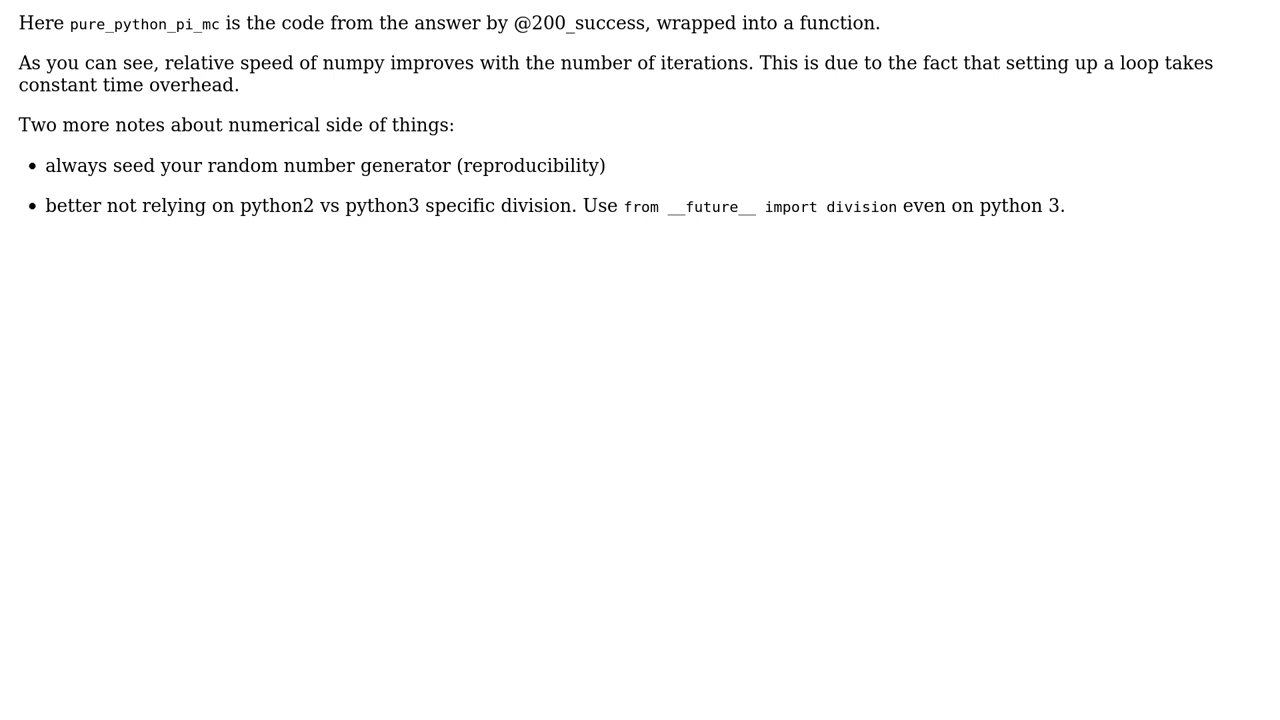 Here pure_python_pi_mc is the code from the answer by @200_success, wrapped into a function.
As you can see, relative speed of numpy improves with the number of iterations. This is due to the fact that setting up a loop takes
constant time overhead.
Two more notes about numerical side of things:
• always seed your random number generator (reproducibility)
• better not relying on python2 vs python3 specific division. Use from __future__ import division even on python 3.